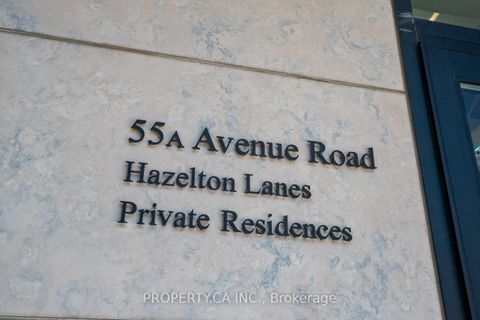 55A Avenue Road
Hazelton Lanes
Private Residences
PROPERTY.CA INC., Brokerage